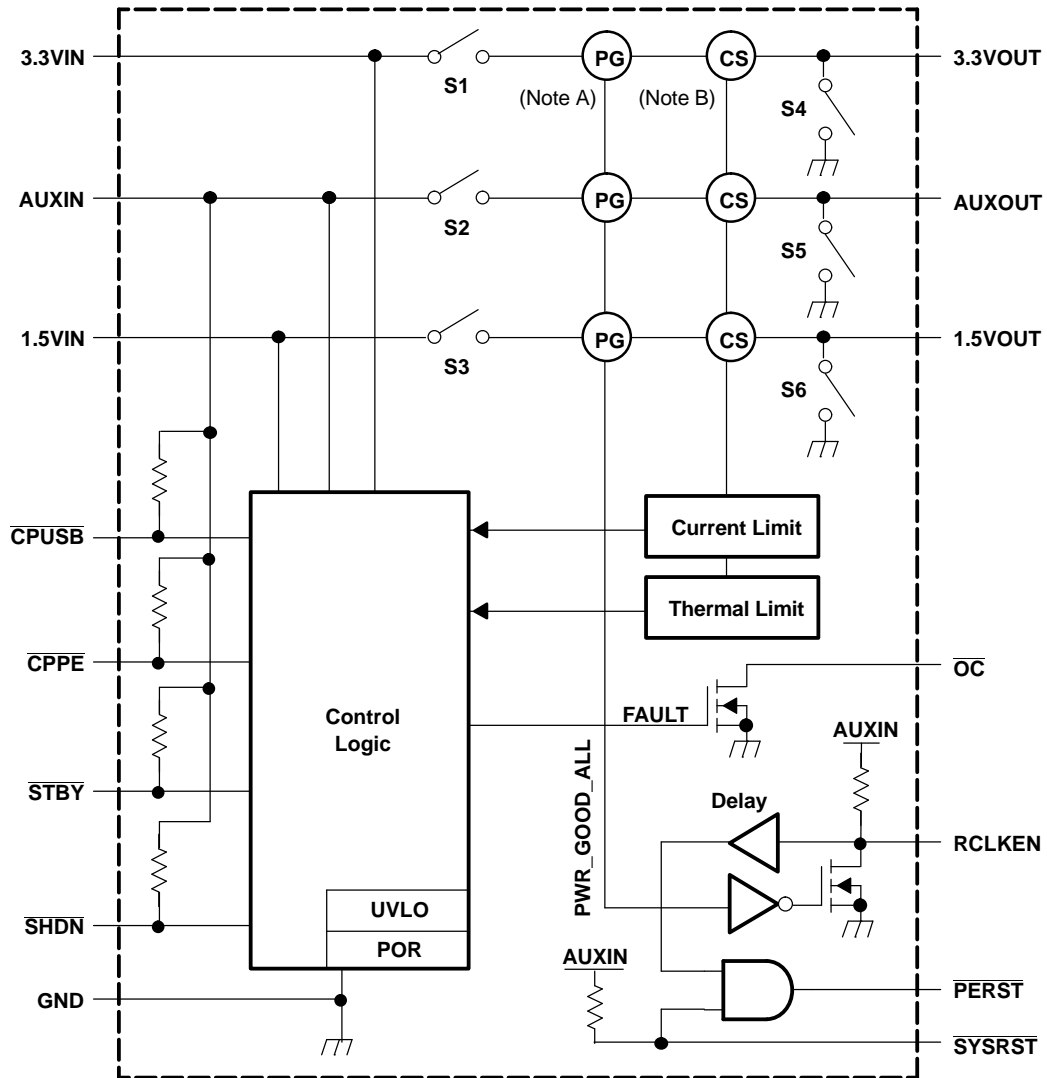 3.3VIN
S1
PG
CS
3.3VOUT
(Note A)
(Note B)
S4
AUXIN
S2
PG
CS
AUXOUT
S5
1.5VIN
S3
PG
CS
1.5VOUT
S6
CPUSB
Current Limit
Thermal Limit
CPPE
OC
Control
Logic
FAULT
AUXIN
PWR_GOOD_ALL
STBY
Delay
RCLKEN
UVLO
SHDN
POR
AUXIN
GND
PERST
SYSRST